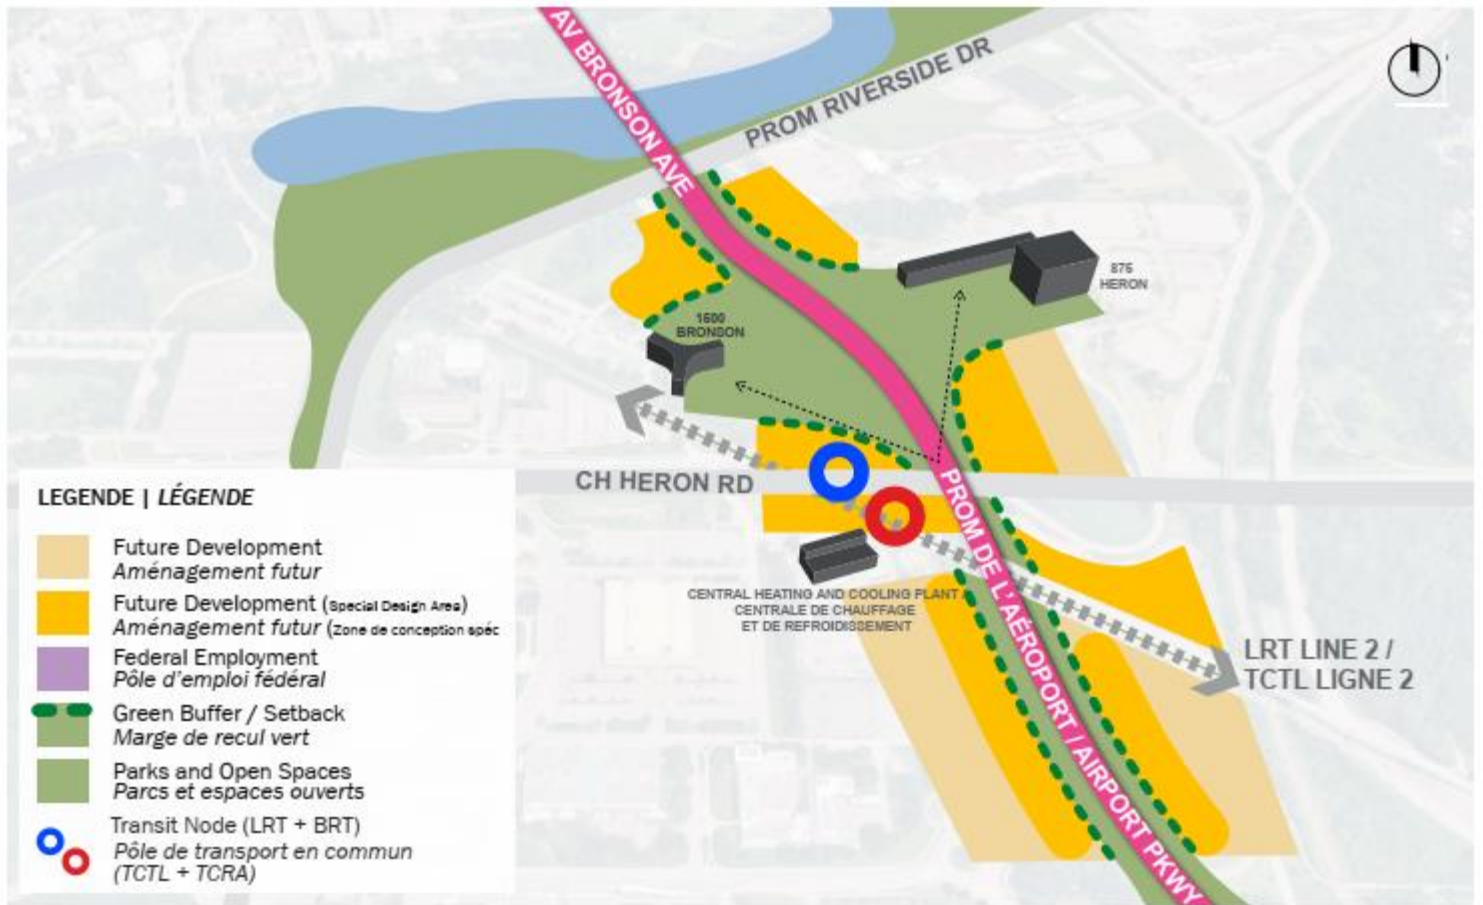 AV BRONSON AVE
PROM RIVERSIDE DR
875
HERON
1600
BRONSON
CH HERON RD
PROM DE L'AÉROPORT / AIRPORT PKWY
CENTRAL HEATING AND COOLING PLANT /
CENTRALE DE CHAUFFAGE
ET DE REFROIDISSEMENT
LRT LINE 2 /
TCTL LIGNE 2
LEGENDE | LÉGENDE
Future Development
Aménagement futur
Future Development (Special Design Area)
Aménagement futur (Zone de conception spéc
Federal Employment
Pôle d'emploi fédéral
Green Buffer / Setback
Marge de recul vert
Parks and Open Spaces
Parcs et espaces ouverts
Transit Node (LRT + BRT)
Pôle de transport en commun
(TCTL + TCRA)